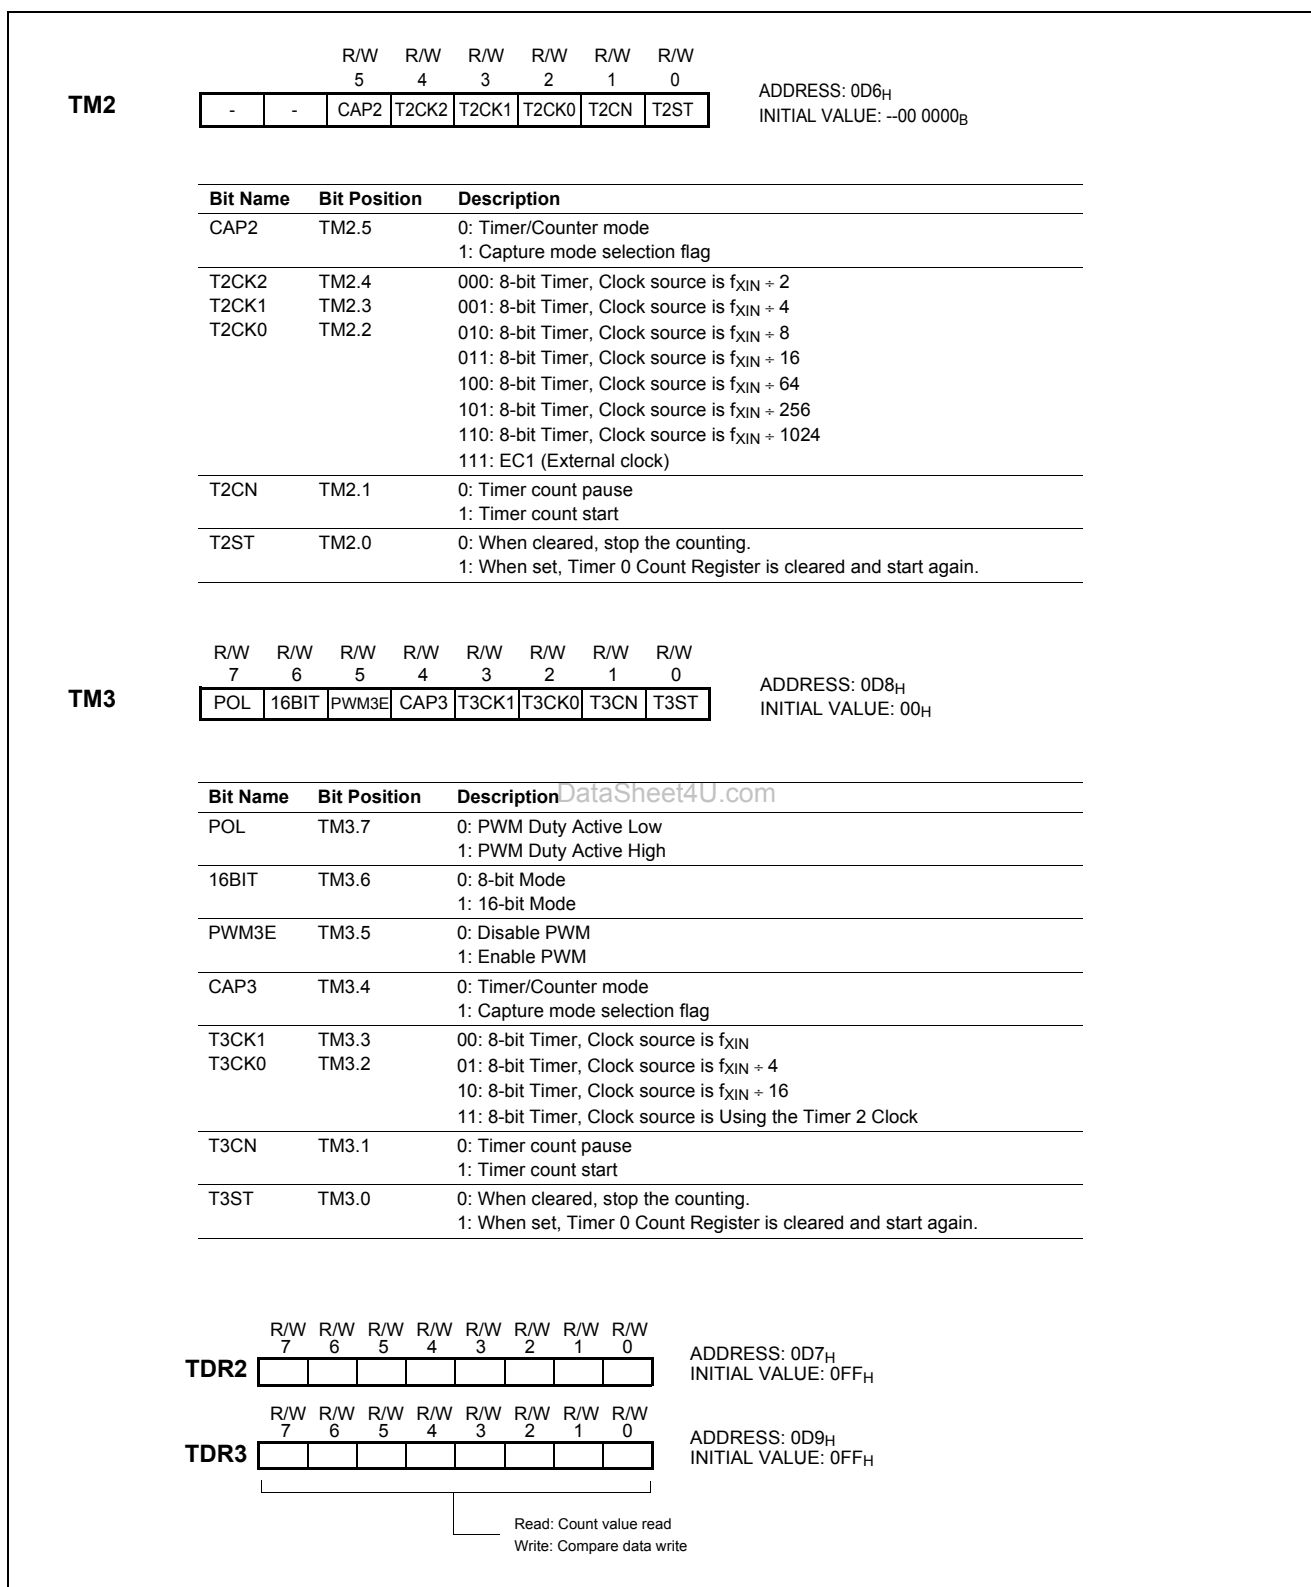 R/W R/W R/W R/W R/W R/W
5 4 3 2 1 0
TM2
- - CAP2 T2CK2 T2CK1 T2CK0 T2CN T2ST
ADDRESS: 0D6H
INITIAL VALUE: --00 0000B
Bit Name Bit Position Description
CAP2 TM2.5 0: Timer/Counter mode
1: Capture mode selection flag
T2CK2 TM2.4 000: 8-bit Timer, Clock source is fXIN ÷ 2
T2CK1 TM2.3 001: 8-bit Timer, Clock source is fXIN ÷ 4
T2CK0 TM2.2 010: 8-bit Timer, Clock source is fXIN ÷ 8
011: 8-bit Timer, Clock source is fXIN ÷ 16
100: 8-bit Timer, Clock source is fXIN ÷ 64
101: 8-bit Timer, Clock source is fXIN ÷ 256
110: 8-bit Timer, Clock source is fXIN ÷ 1024
111: EC1 (External clock)
T2CN TM2.1 0: Timer count pause
1: Timer count start
T2ST TM2.0 0: When cleared, stop the counting.
1: When set, Timer 0 Count Register is cleared and start again.
R/W R/W R/W R/W R/W R/W R/W R/W
7 6 5 4 3 2 1 0
TM3
POL 16BIT PWM3E CAP3 T3CK1 T3CK0 T3CN T3ST
ADDRESS: 0D8H
INITIAL VALUE: 00H
Bit Name Bit Position Description
DataSheet4U.com
POL TM3.7 0: PWM Duty Active Low
1: PWM Duty Active High
16BIT TM3.6 0: 8-bit Mode
1: 16-bit Mode
PWM3E TM3.5 0: Disable PWM
1: Enable PWM
CAP3 TM3.4 0: Timer/Counter mode
1: Capture mode selection flag
T3CK1 TM3.3 00: 8-bit Timer, Clock source is fXIN
T3CK0 TM3.2 01: 8-bit Timer, Clock source is fXIN ÷ 4
10: 8-bit Timer, Clock source is fXIN ÷ 16
11: 8-bit Timer, Clock source is Using the Timer 2 Clock
T3CN TM3.1 0: Timer count pause
1: Timer count start
T3ST TM3.0 0: When cleared, stop the counting.
1: When set, Timer 0 Count Register is cleared and start again.
R/W R/W R/W R/W R/W R/W R/W R/W
7 6 5 4 3 2 1 0
TDR2
ADDRESS: 0D7H
INITIAL VALUE: 0FFH
R/W R/W R/W R/W R/W R/W R/W R/W
7 6 5 4 3 2 1 0
TDR3
ADDRESS: 0D9H
INITIAL VALUE: 0FFH
Read: Count value read
Write: Compare data write